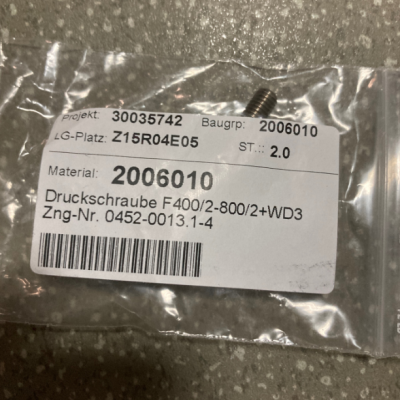 Projekt: 30035742 Baugrp: 2006010
LG-Platz: Z15R04E05 ST.:: 2.0
Material: 2006010
Druckschraube F400/2-800/2+WD3
Zng-Nr. 0452-0013.1-4